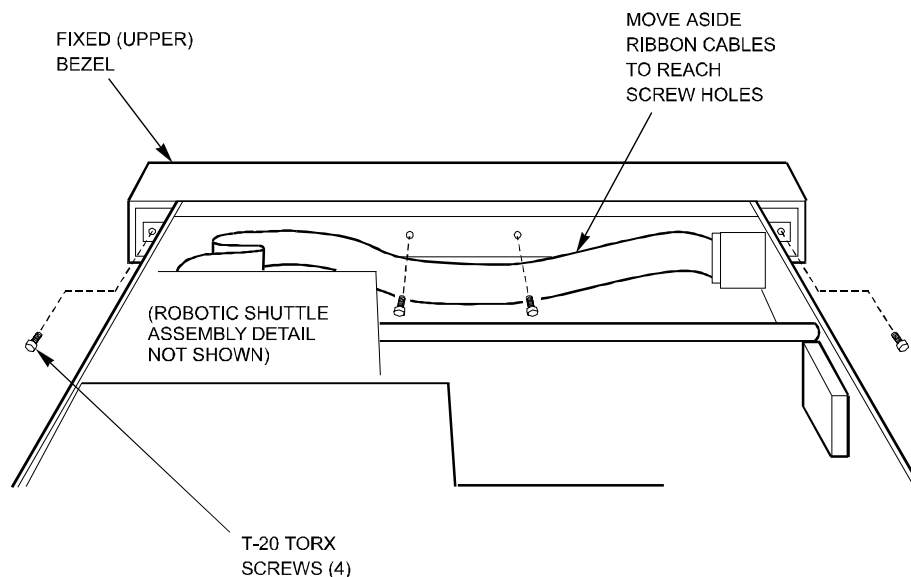 FIXED (UPPER)
BEZEL
MOVE ASIDE
RIBBON CABLES
TO REACH
SCREW HOLES
(ROBOTIC SHUTTLE
ASSEMBLY DETAIL
NOT SHOWN)
T-20 TORX
SCREWS (4)